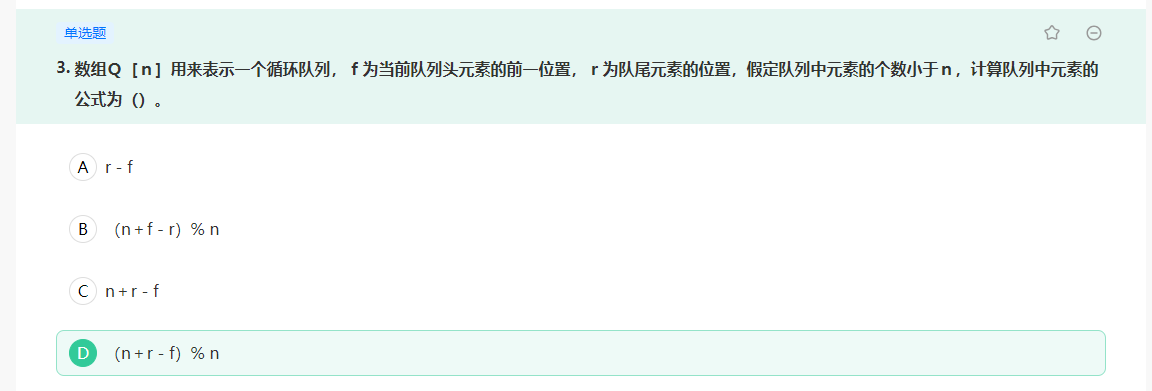 单选题
3. 数组Q［n］用来表示一个循环队列， f 为当前队列头元素的前一位置， r 为队尾元素的位置，假定队列中元素的个数小于n，计算队列中元素的
公式为（）。
A r - f
B （n + f - r）% n
C n + r - f
D （n + r - f）% n